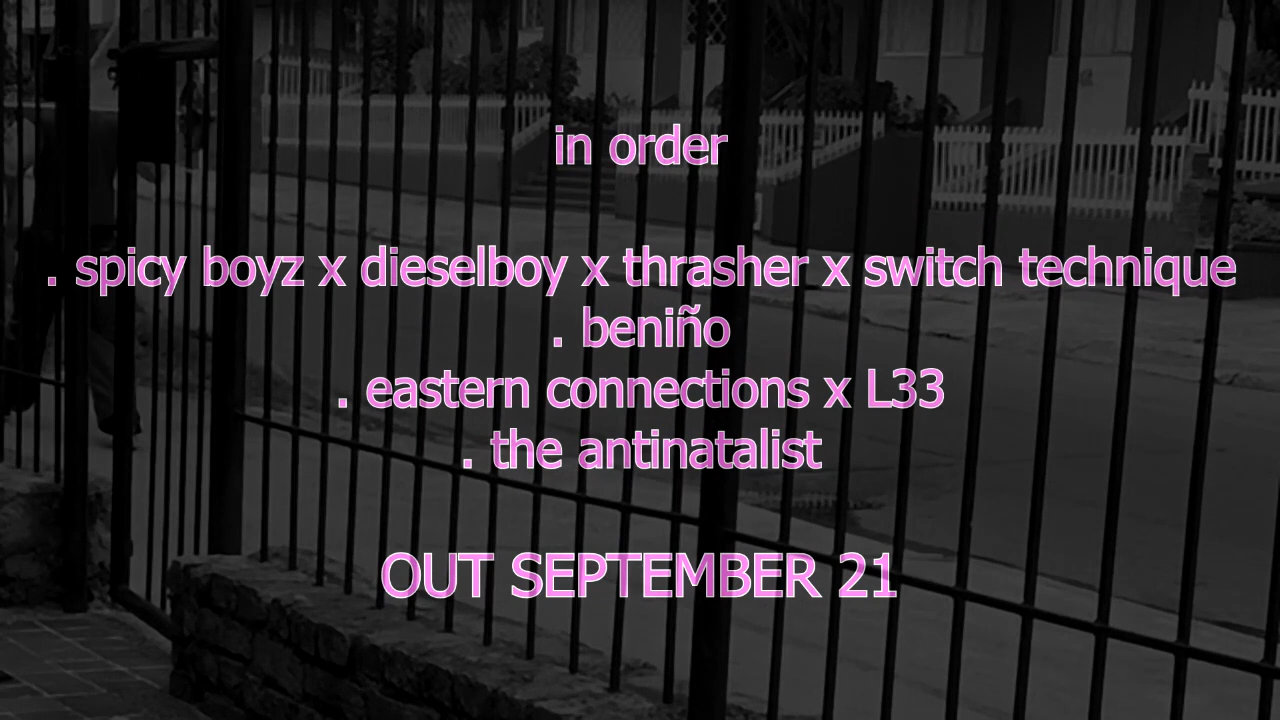 in order
. spicy boyz x dieselboy x thrasher x switch technique
. beniño
. eastern connections x L33
. the antinatalist
OUT SEPTEMBER 21